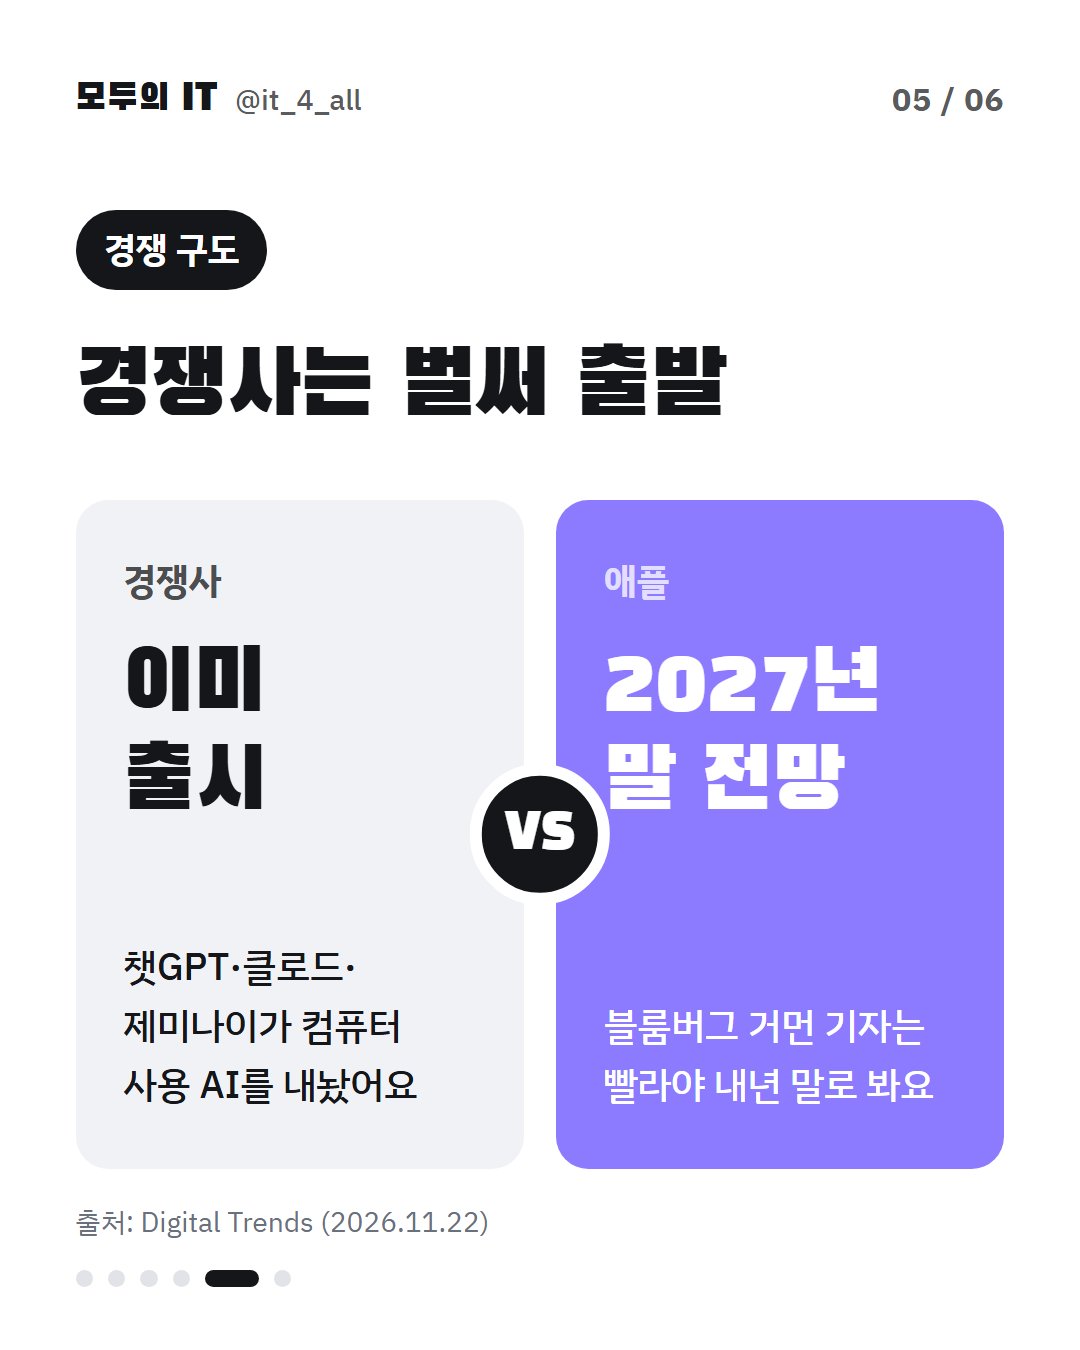 모두의 IT @it_4_all
05 / 06
경쟁 구도
경쟁사는 벌써 출발
경쟁사
이미
출시
챗GPT·클로드·
제미나이가 컴퓨터
사용 AI를 내놨어요
VS
애플
2027년
말 전망
블룸버그 거먼 기자는
빨라야 내년 말로 봐요
출처: Digital Trends (2026.11.22)